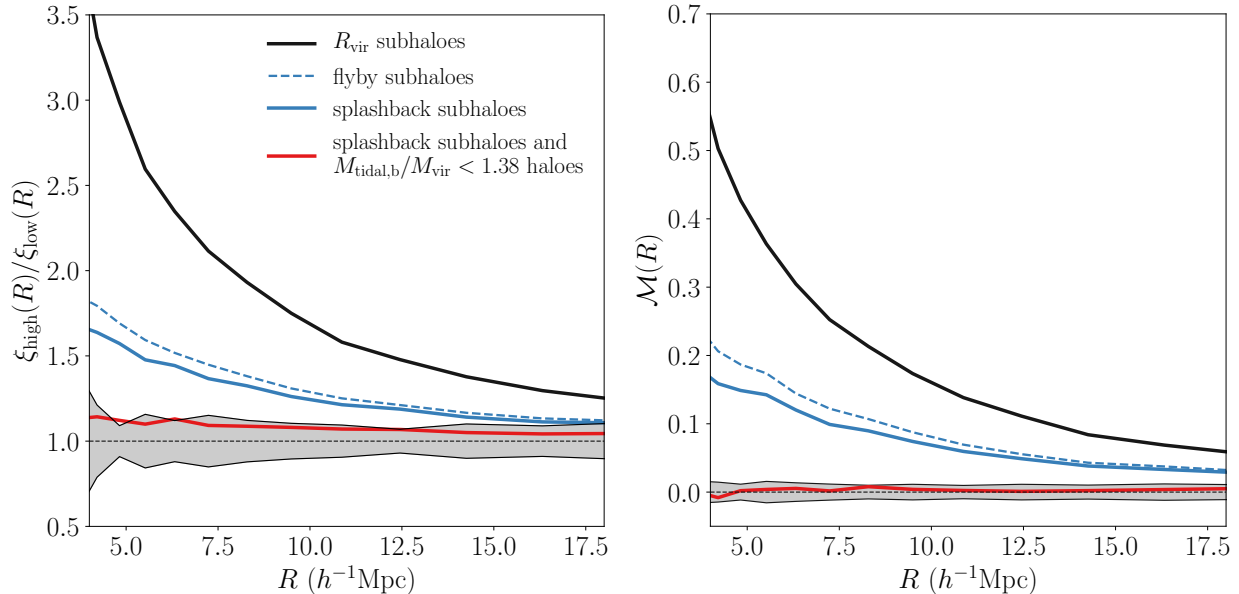 3.5
3.0
2.5
2.0
1.5
1.0
0.5
ξhigh(R)/ξlow(R)
Rvir subhaloes
flyby subhaloes
splashback subhaloes
splashback subhaloes and
Mtidal,b/Mvir < 1.38 haloes
5.0 7.5 10.0 12.5 15.0 17.5
R (h⁻¹Mpc)
0.7
0.6
0.5
0.4
0.3
0.2
0.1
0.0
ℳ(R)
5.0 7.5 10.0 12.5 15.0 17.5
R (h⁻¹Mpc)